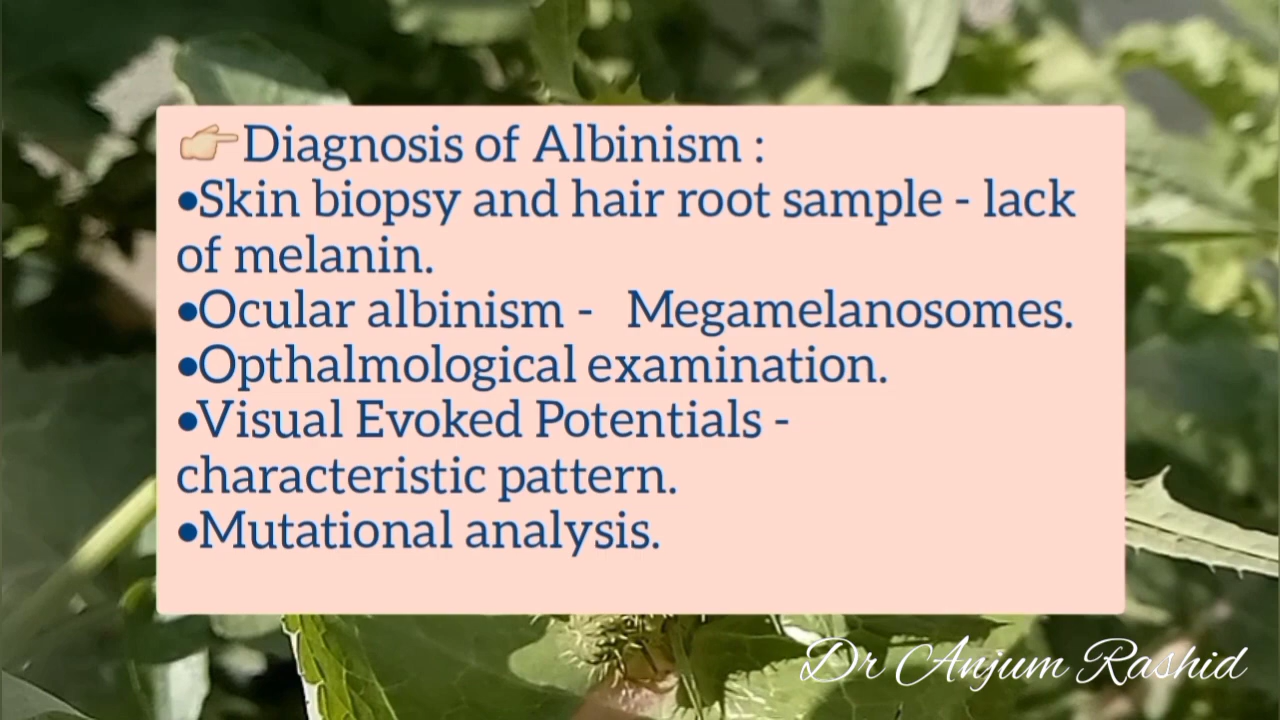 👉Diagnosis of Albinism :
•Skin biopsy and hair root sample - lack
of melanin.
•Ocular albinism - Megamelanosomes.
•Opthalmological examination.
•Visual Evoked Potentials -
characteristic pattern.
•Mutational analysis.
Dr Anjum Rashid